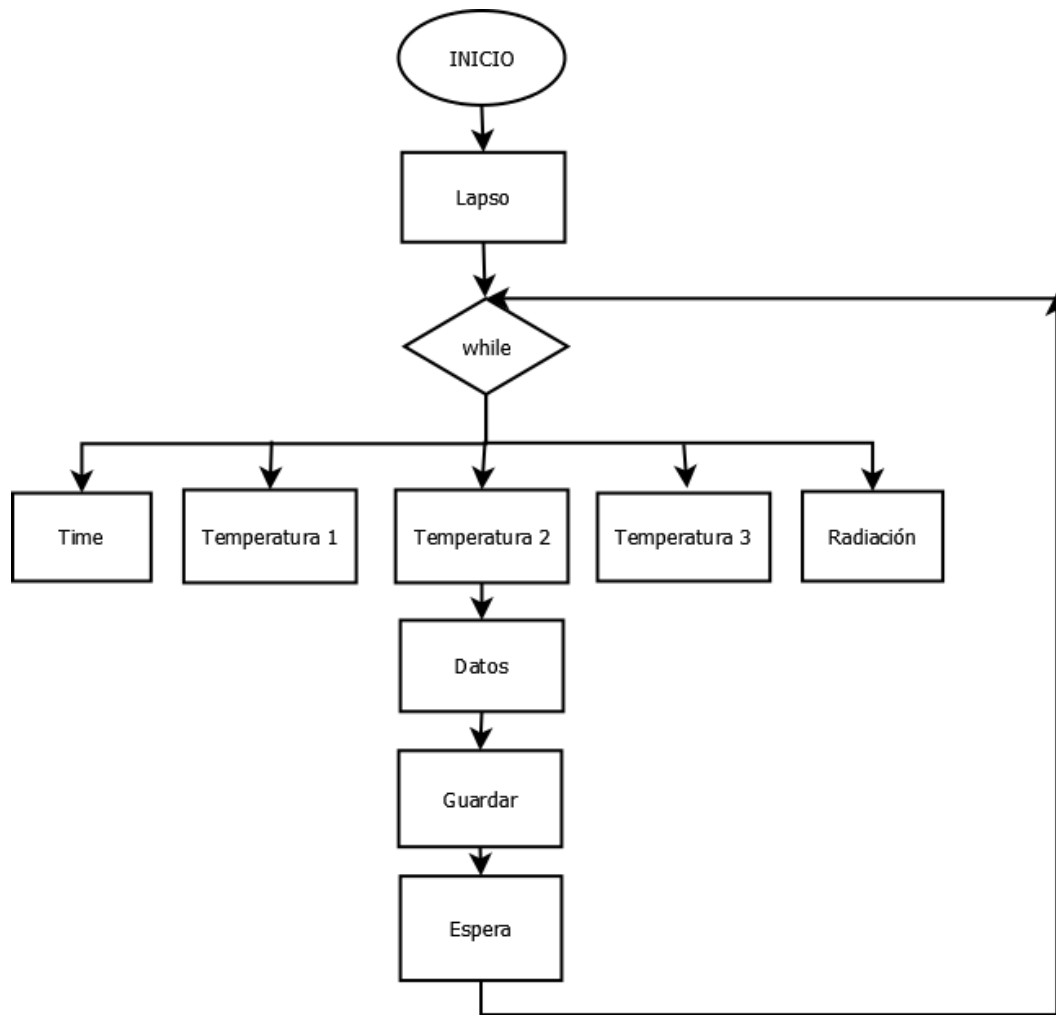 INICIO
Lapso
while
Time
Temperatura 1
Temperatura 2
Temperatura 3
Radiación
Datos
Guardar
Espera